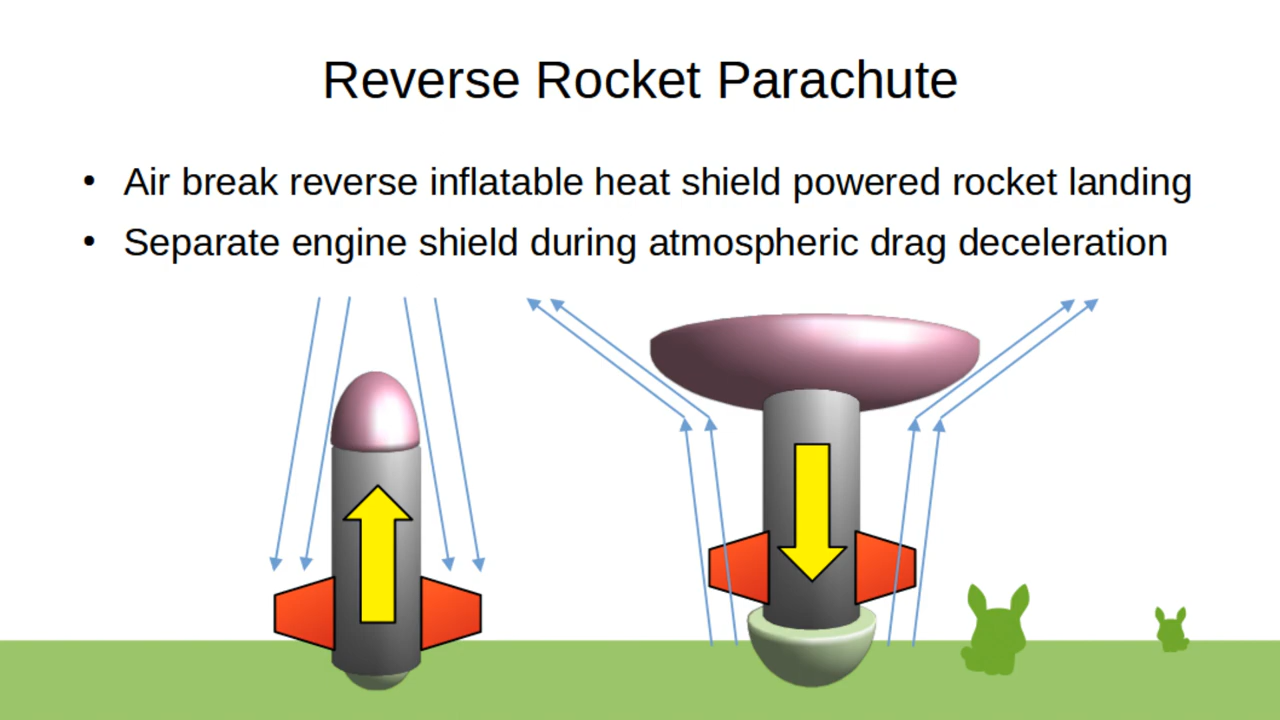 Reverse Rocket Parachute
• Air break reverse inflatable heat shield powered rocket landing
• Separate engine shield during atmospheric drag deceleration